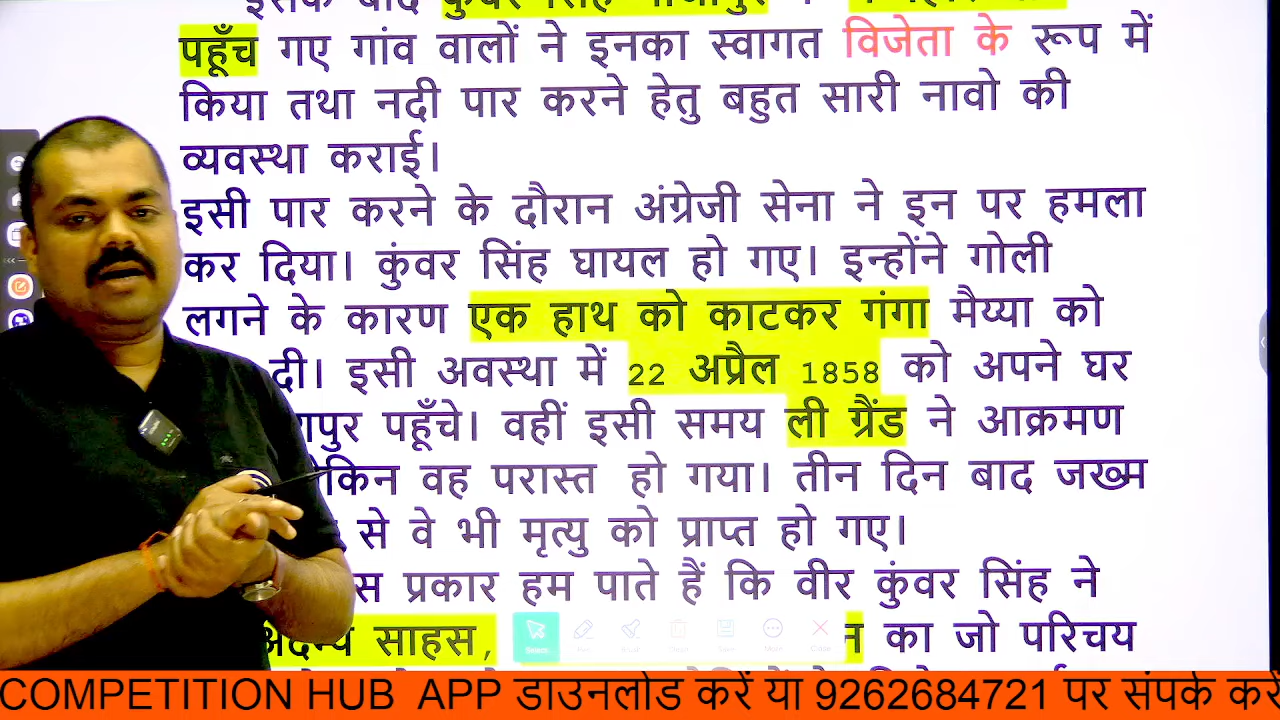 इसके बाद कुंवर सिंह
पहूँच गए गांव वालों ने इनका स्वागत विजेता के रूप में
किया तथा नदी पार करने हेतु बहुत सारी नावो की
व्यवस्था कराई।
इसी पार करने के दौरान अंग्रेजी सेना ने इन पर हमला
कर दिया। कुंवर सिंह घायल हो गए। इन्होंने गोली
लगने के कारण एक हाथ को काटकर गंगा मैय्या को
दी। इसी अवस्था में 22 अप्रैल 1858 को अपने घर
पहूँचे। वहीं इसी समय ली ग्रैंड ने आक्रमण
वह परास्त हो गया। तीन दिन बाद जख्म
से वे भी मृत्यु को प्राप्त हो गए।
प्रकार हम पाते हैं कि वीर कुंवर सिंह ने
साहस, का जो परिचय
Select
COMPETITION HUB APP डाउनलोड करें या 9262684721 पर संपर्क करें